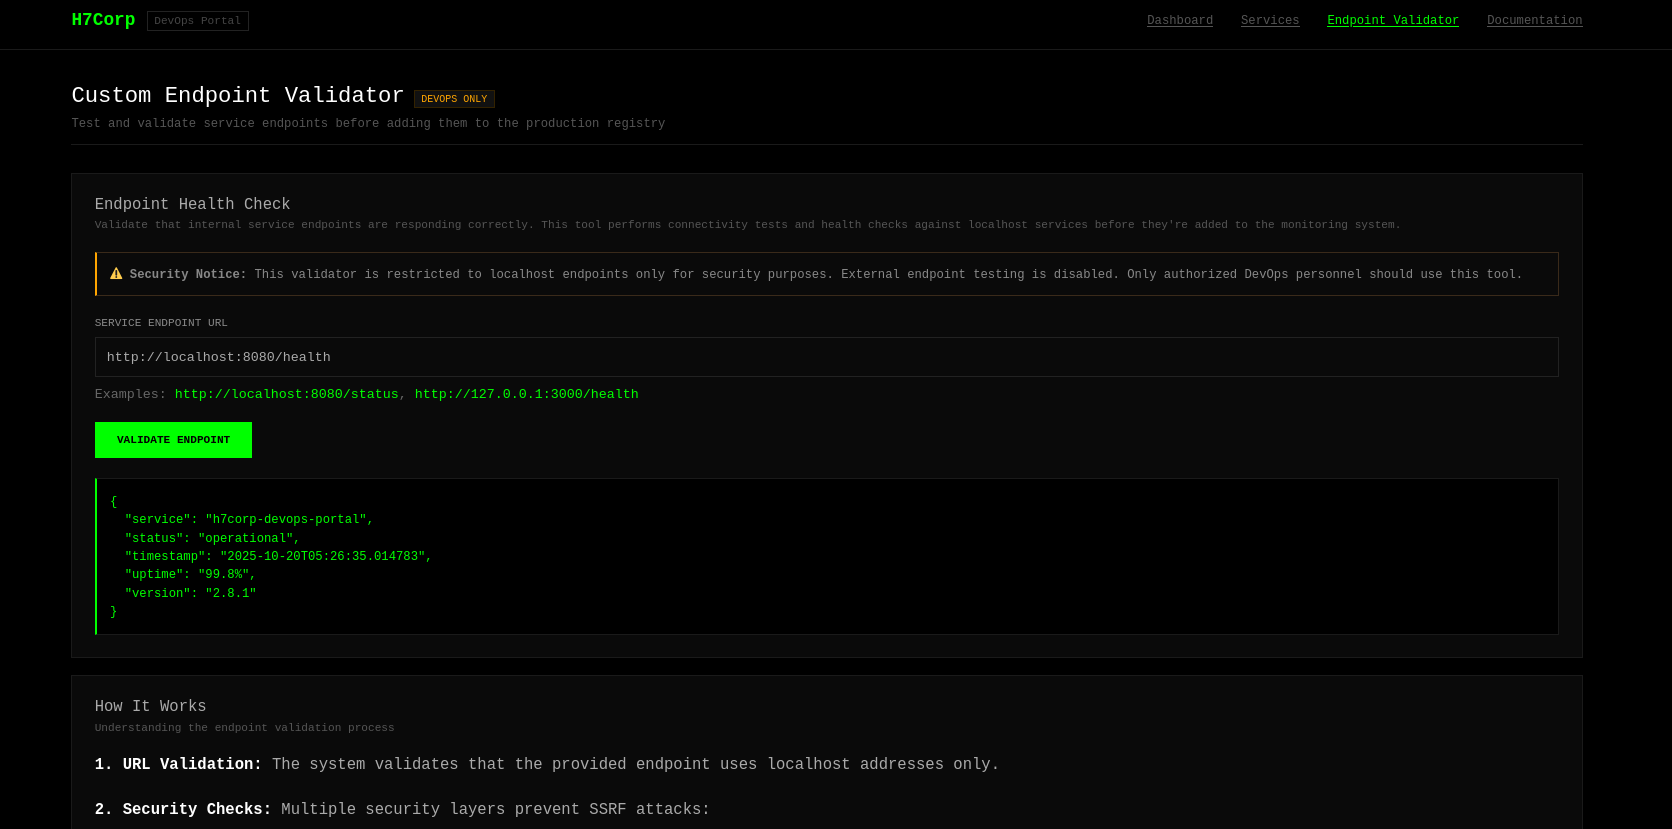 H7Corp DevOps Portal Dashboard Services Endpoint Validator Documentation
Custom Endpoint Validator DEVOPS ONLY
Test and validate service endpoints before adding them to the production registry
Endpoint Health Check
Validate that internal service endpoints are responding correctly. This tool performs connectivity tests and health checks against localhost services before they're added to the monitoring system.
⚠ Security Notice: This validator is restricted to localhost endpoints only for security purposes. External endpoint testing is disabled. Only authorized DevOps personnel should use this tool.
SERVICE ENDPOINT URL
http://localhost:8080/health
Examples: http://localhost:8080/status, http://127.0.0.1:3000/health
VALIDATE ENDPOINT
{
  "service": "h7corp-devops-portal",
  "status": "operational",
  "timestamp": "2025-10-20T05:26:35.014783",
  "uptime": "99.8%",
  "version": "2.8.1"
}
How It Works
Understanding the endpoint validation process
1. URL Validation: The system validates that the provided endpoint uses localhost addresses only.
2. Security Checks: Multiple security layers prevent SSRF attacks: